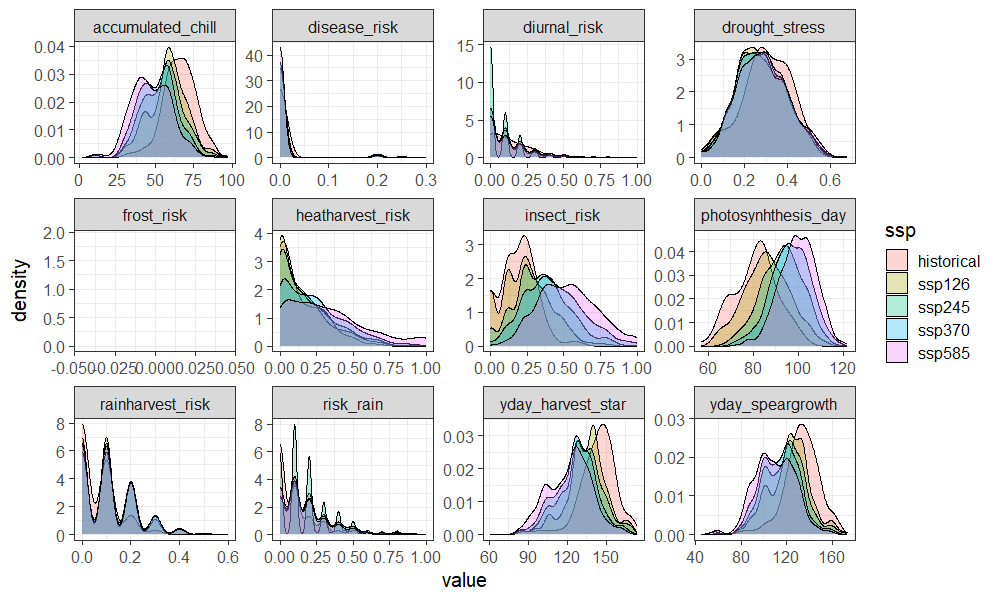 accumulated_chill disease_risk diurnal_risk drought_stress
0.04 0.03 0.02 0.01 0.00
40 30 20 10 0
15 10 5 0
3 2 1 0
0 25 50 75 100
0.0 0.1 0.2 0.3
0.00 0.25 0.50 0.75 1.00
0.0 0.2 0.4 0.6
frost_risk heatharvest_risk insect_risk photosynhthesis_day
2.0 1.5 1.0 0.5 0.0
4 3 2 1 0
3 2 1 0
0.04 0.03 0.02 0.01 0.00
-0.050 -0.025 0.000 0.025 0.050
0.00 0.25 0.50 0.75 1.00
0.00 0.25 0.50 0.75 1.00
60 80 100 120
rainharvest_risk risk_rain yday_harvest_star yday_speargrowth
8 6 4 2 0
8 6 4 2 0
0.03 0.02 0.01 0.00
0.03 0.02 0.01 0.00
0.0 0.2 0.4 0.6
0.00 0.25 0.50 0.75 1.00
60 90 120 150
40 80 120 160
density
value
ssp
historical
ssp126
ssp245
ssp370
ssp585